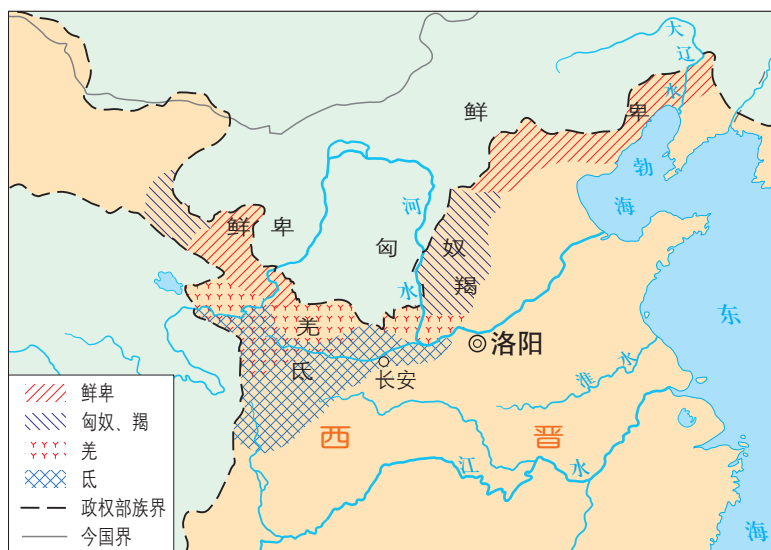 大辽水
鲜卑
勃海
鲜卑
河水
匈奴
羯
羌
氐
洛阳
长安
东海
淮水
西晋
江水
鲜卑
匈奴、羯
羌
氐
政权部族界
今国界